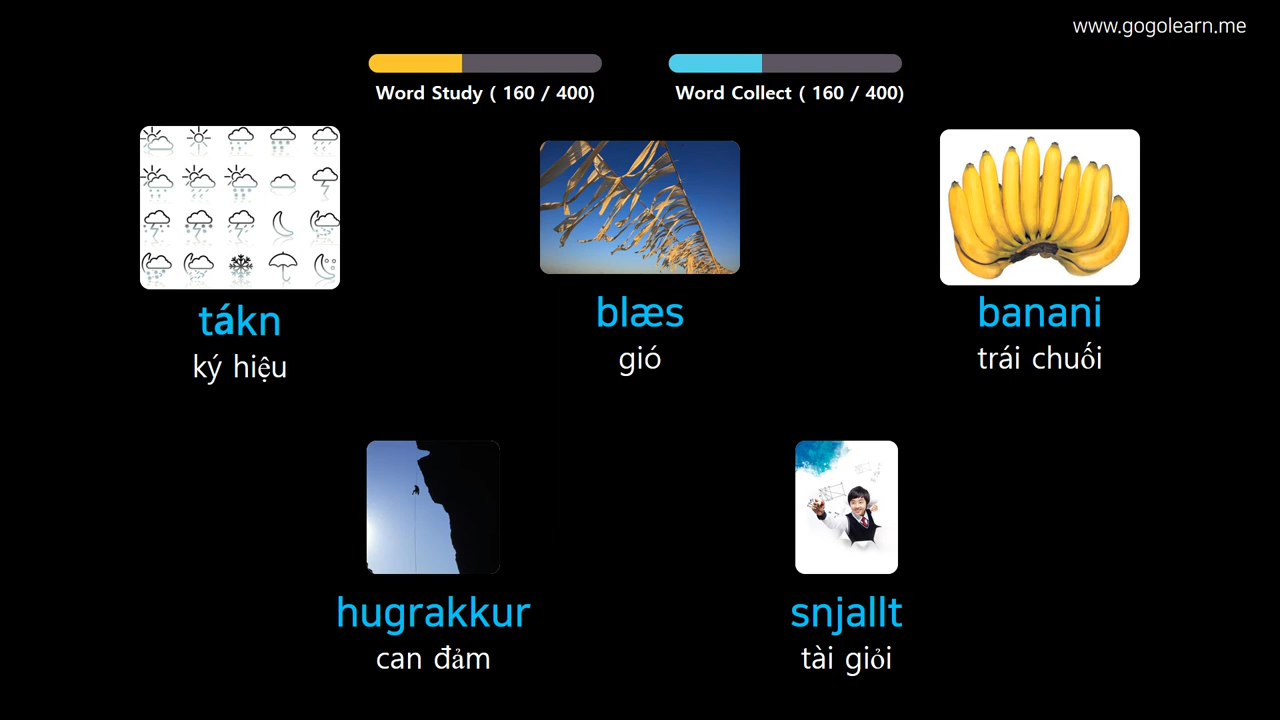 www.gogolearn.me
Word Study ( 160 / 400)
Word Collect ( 160 / 400)
tákn
ký hiệu
blæs
gió
banani
trái chuối
hugrakkur
can đảm
snjallt
tài giỏi